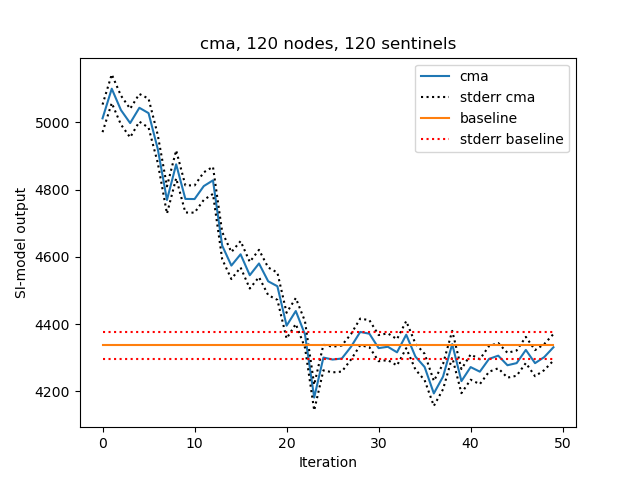 cma, 120 nodes, 120 sentinels
cma
stderr cma
baseline
stderr baseline
SI-model output
5000
4800
4600
4400
4200
0 10 20 30 40 50
Iteration